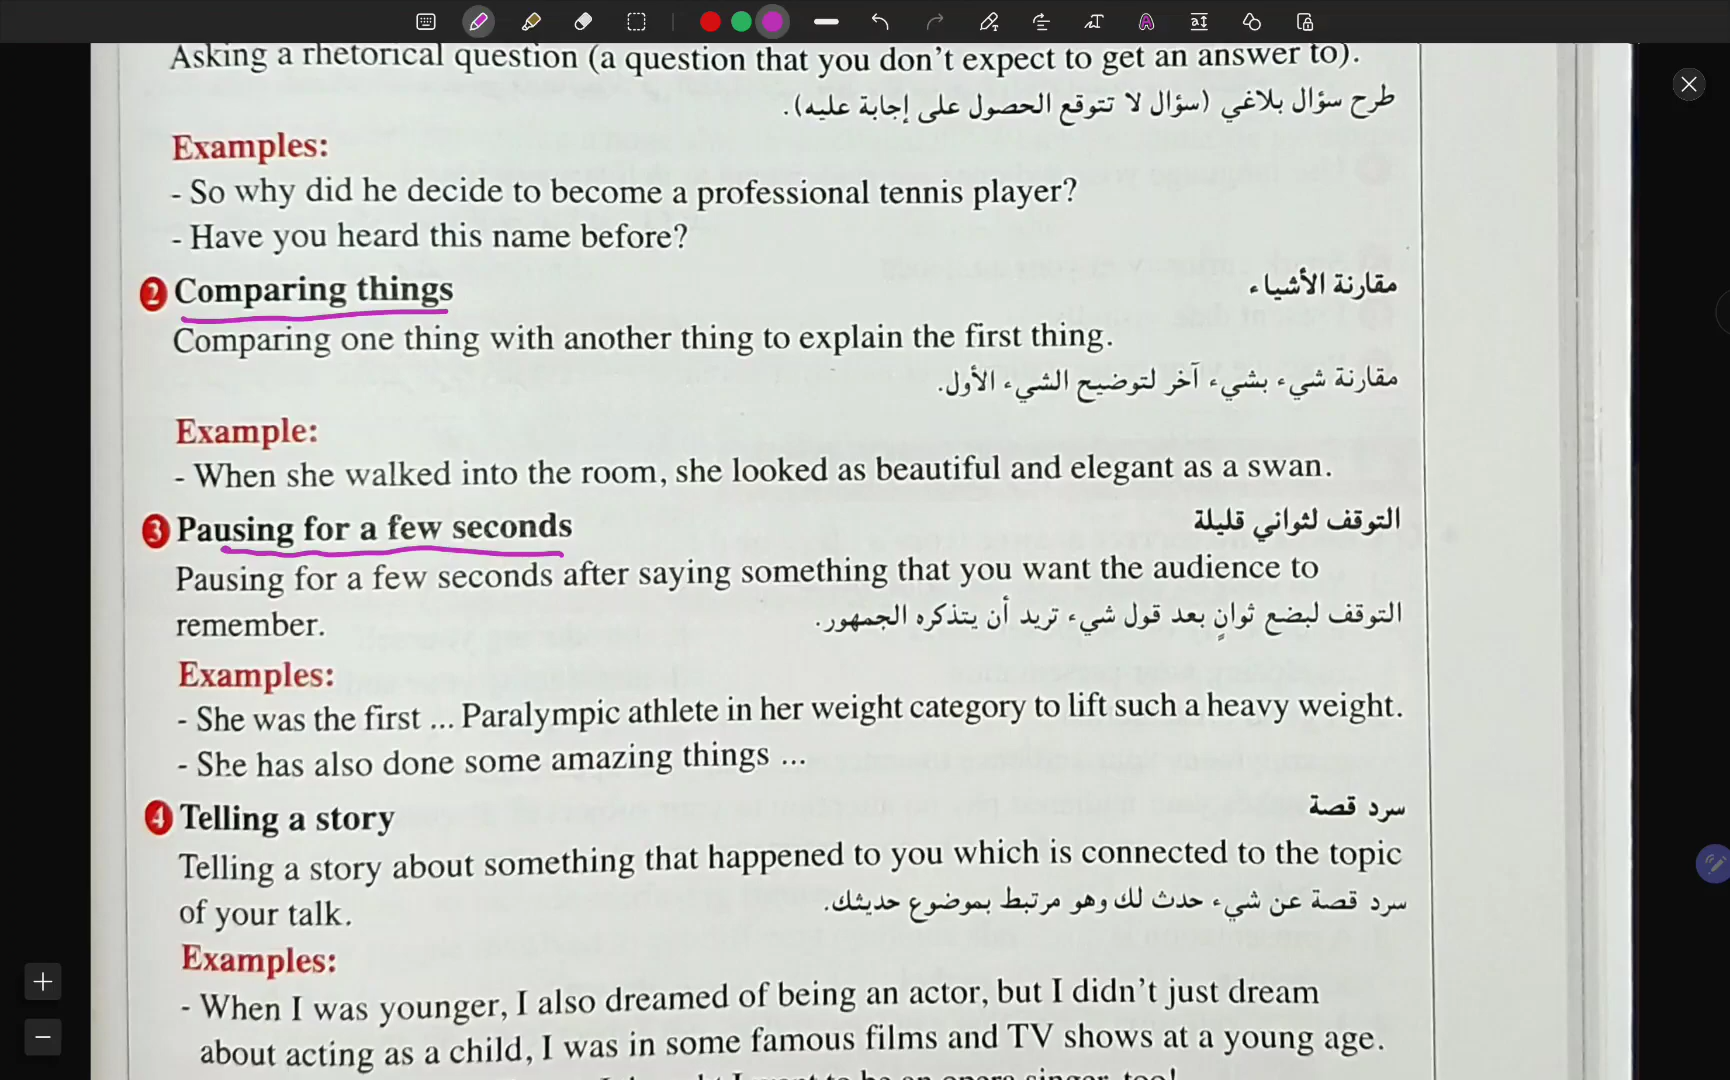 Asking a rhetorical question (a question that you don't expect to get an answer to).
طرح سؤال بلاغي (سؤال لا تتوقع الحصول على إجابة عليه).
Examples:
- So why did he decide to become a professional tennis player?
- Have you heard this name before?
2 Comparing things مقارنة الأشياء
Comparing one thing with another thing to explain the first thing.
مقارنة شيء بشيء آخر لتوضيح الشيء الأول.
Example:
- When she walked into the room, she looked as beautiful and elegant as a swan.
3 Pausing for a few seconds التوقف لثواني قليلة
Pausing for a few seconds after saying something that you want the audience to
remember. التوقف لبضع ثوانٍ بعد قول شيء تريد أن يتذكره الجمهور.
Examples:
- She was the first ... Paralympic athlete in her weight category to lift such a heavy weight.
- She has also done some amazing things ...
4 Telling a story سرد قصة
Telling a story about something that happened to you which is connected to the topic
of your talk. سرد قصة عن شيء حدث لك وهو مرتبط بموضوع حديثك.
Examples:
- When I was younger, I also dreamed of being an actor, but I didn't just dream
about acting as a child, I was in some famous films and TV shows at a young age.